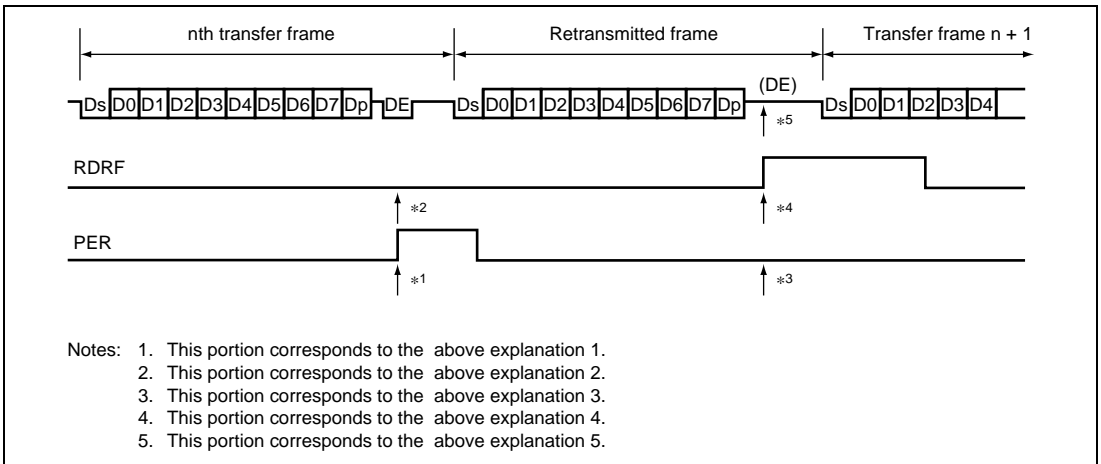 nth transfer frame Retransmitted frame Transfer frame n + 1
(DE)
Ds D0 D1 D2 D3 D4 D5 D6 D7 Dp DE Ds D0 D1 D2 D3 D4 D5 D6 D7 Dp Ds D0 D1 D2 D3 D4
*5
RDRF
*2 *4
PER
*1 *3
Notes: 1. This portion corresponds to the above explanation 1.
2. This portion corresponds to the above explanation 2.
3. This portion corresponds to the above explanation 3.
4. This portion corresponds to the above explanation 4.
5. This portion corresponds to the above explanation 5.